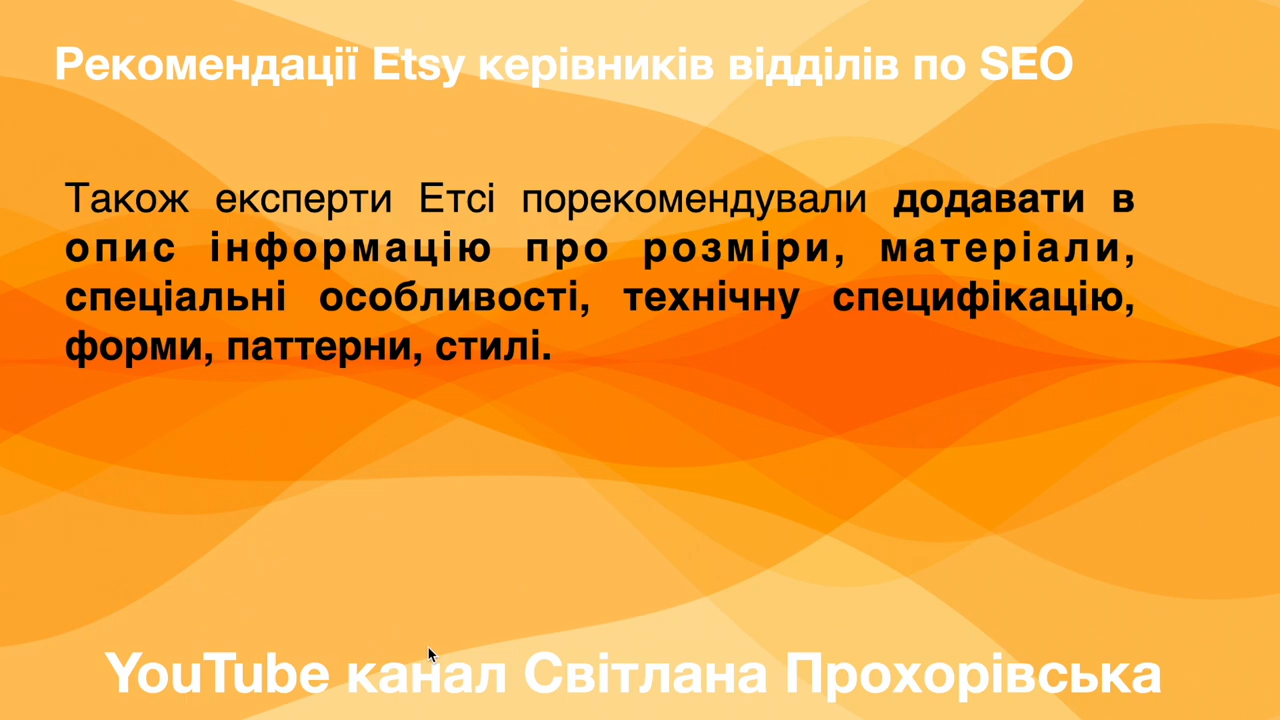 Рекомендації Etsy керівників відділів по SEO
Також експерти Етсі порекомендували додавати в
опис інформацію про розміри, матеріали,
спеціальні особливості, технічну специфікацію,
форми, паттерни, стилі.
YouTube канал Світлана Прохорівська